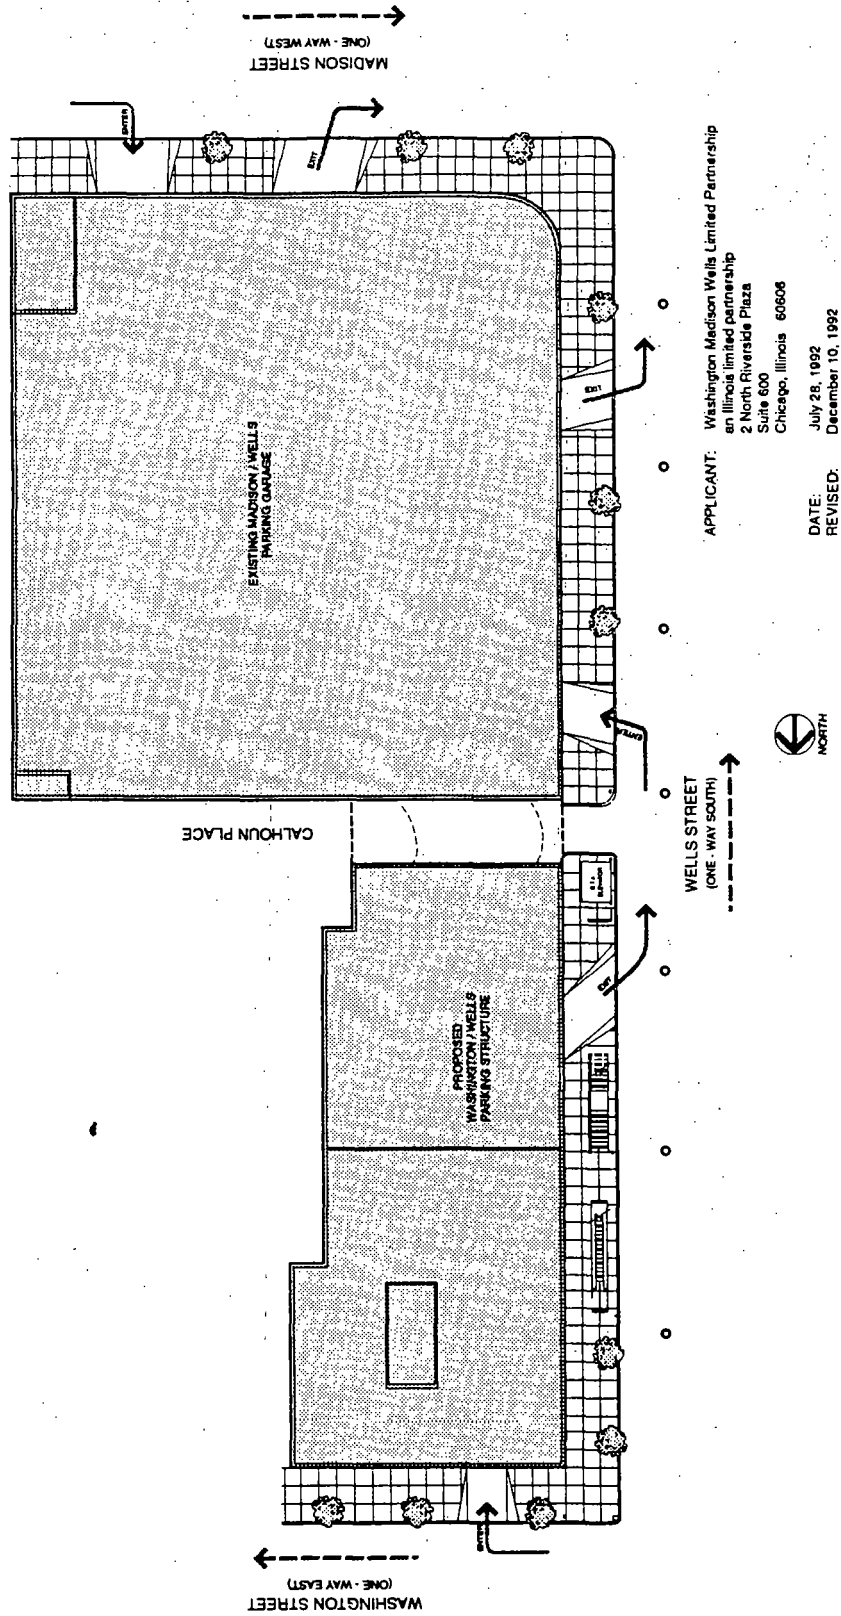 MADISON STREET
(ONE - WAY WEST)
ENTER
EXIT
EXISTING MADISON / WELLS
PARKING GARAGE
EXIT
ENTER
CALHOUN PLACE
PROPOSED
WASHINGTON / WELLS
PARKING STRUCTURE
ELEVATOR
EXIT
WELLS STREET
(ONE - WAY SOUTH)
NORTH
ENTER
WASHINGTON STREET
(ONE - WAY EAST)
APPLICANT: Washington Madison Wells Limited Partnership
an Illinois limited partnership
2 North Riverside Plaza
Suite 600
Chicago, Illinois 60606
DATE: July 28, 1992
REVISED: December 10, 1992